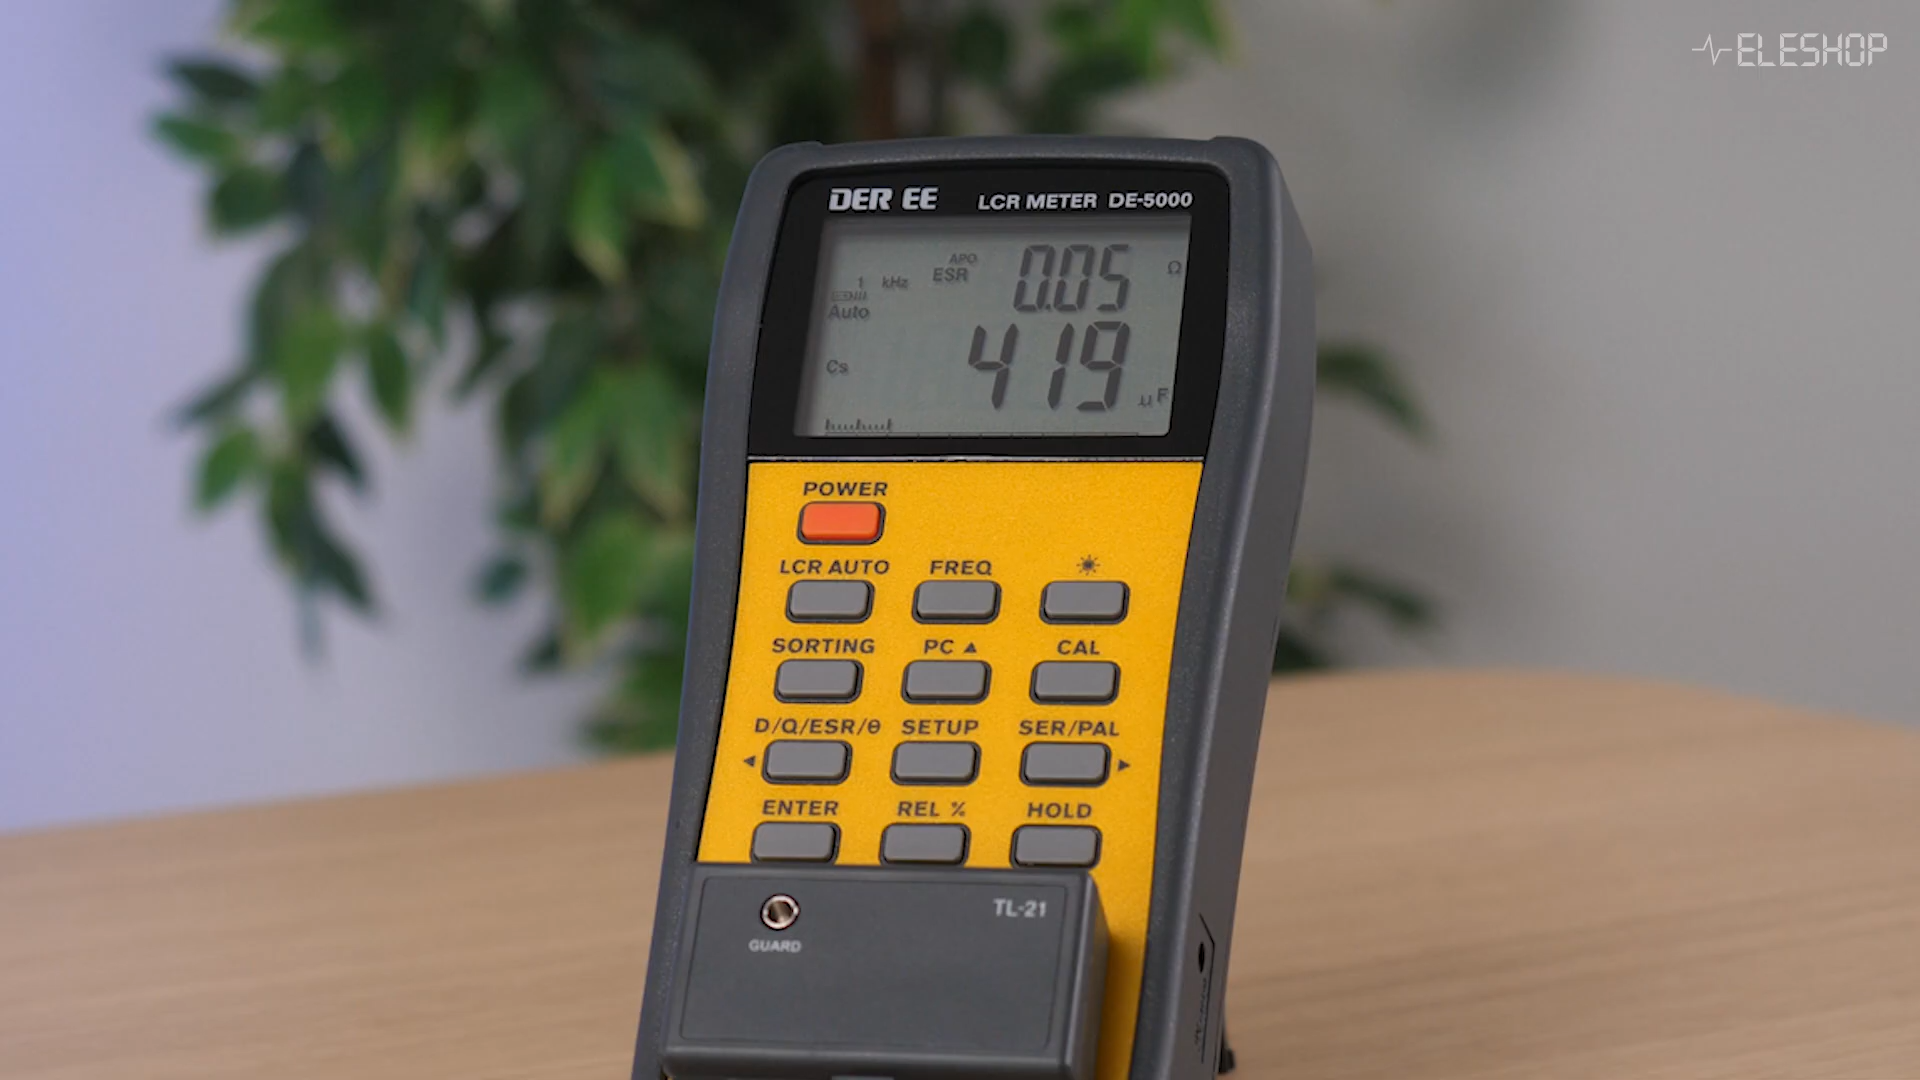 ELESHOP
DER EE LCR METER DE-5000
APO
1 kHz ESR 0.05 Ω
Auto
Cs 419 µF
POWER
LCR AUTO FREQ
SORTING PC ▲ CAL
D/Q/ESR/θ SETUP SER/PAL
◀ ▶
ENTER REL % HOLD
TL-21
GUARD